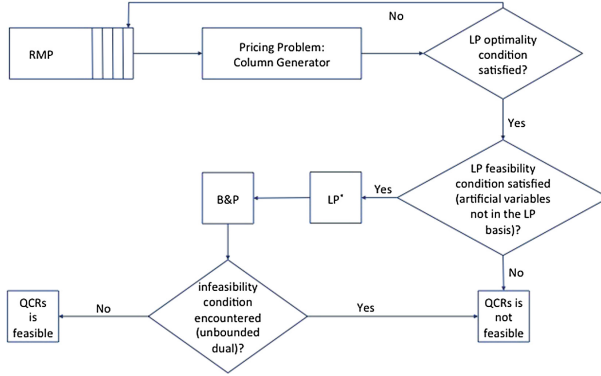 No
RMP
Pricing Problem:
Column Generator
LP optimality
condition
satisfied?
Yes
LP feasibility
condition satisfied
(artificial variables
not in the LP
basis)?
Yes
LP*
B&P
No
infeasibility
condition
encountered
(unbounded
dual)?
No
Yes
QCRs
is
feasible
QCRs is
not
feasible